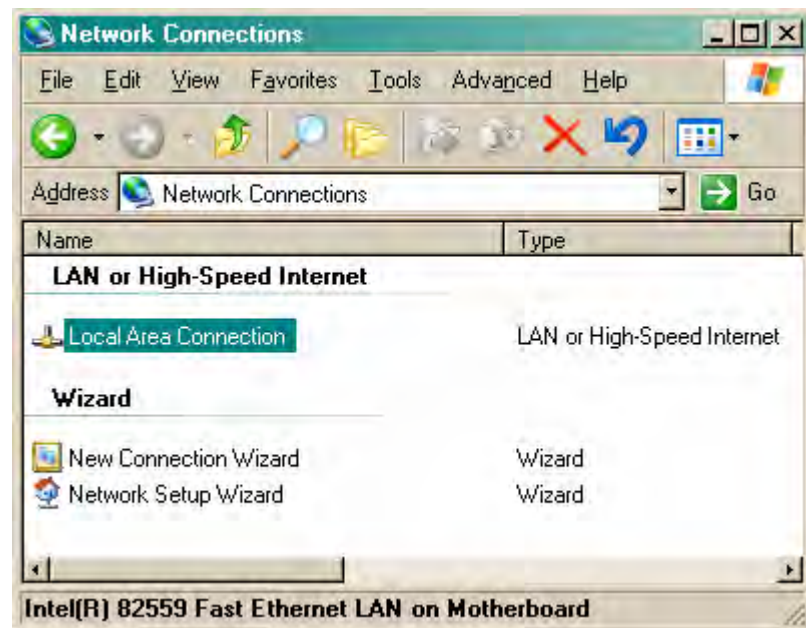 Network Connections
File Edit View Favorites Tools Advanced Help
Address Network Connections Go
Name Type
LAN or High-Speed Internet
Local Area Connection LAN or High-Speed Internet
Wizard
New Connection Wizard Wizard
Network Setup Wizard Wizard
Intel(R) 82559 Fast Ethernet LAN on Motherboard